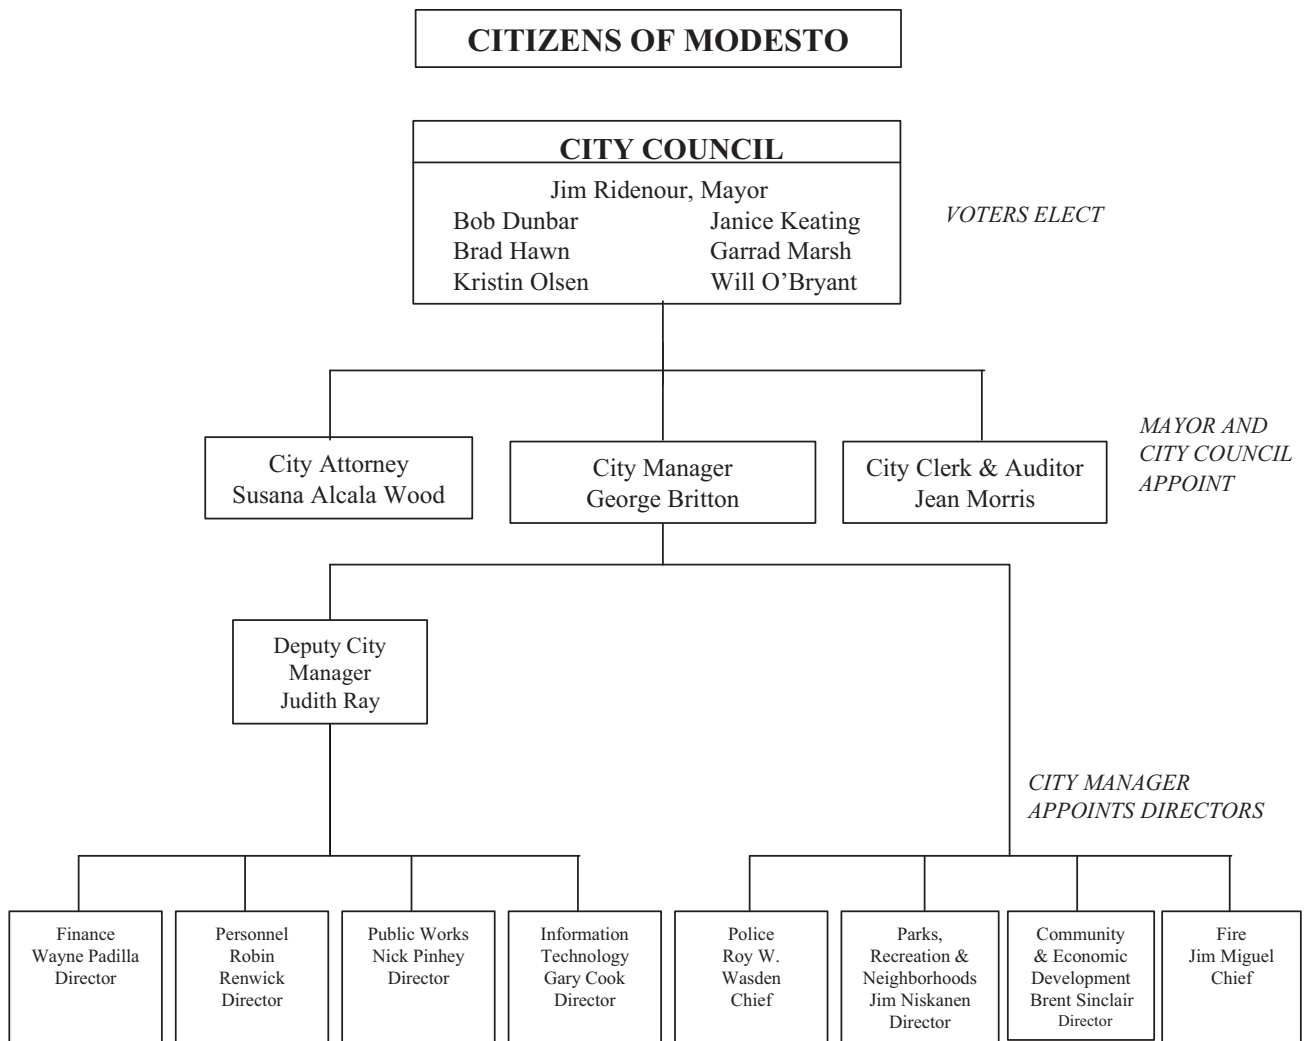 CITIZENS OF MODESTO
CITY COUNCIL
Jim Ridenour, Mayor
Bob Dunbar Janice Keating
Brad Hawn Garrad Marsh
Kristin Olsen Will O’Bryant
VOTERS ELECT
City Attorney
Susana Alcala Wood
City Manager
George Britton
City Clerk & Auditor
Jean Morris
MAYOR AND
CITY COUNCIL
APPOINT
Deputy City
Manager
Judith Ray
CITY MANAGER
APPOINTS DIRECTORS
Finance
Wayne Padilla
Director
Personnel
Robin
Renwick
Director
Public Works
Nick Pinhey
Director
Information
Technology
Gary Cook
Director
Police
Roy W.
Wasden
Chief
Parks,
Recreation &
Neighborhoods
Jim Niskanen
Director
Community
& Economic
Development
Brent Sinclair
Director
Fire
Jim Miguel
Chief